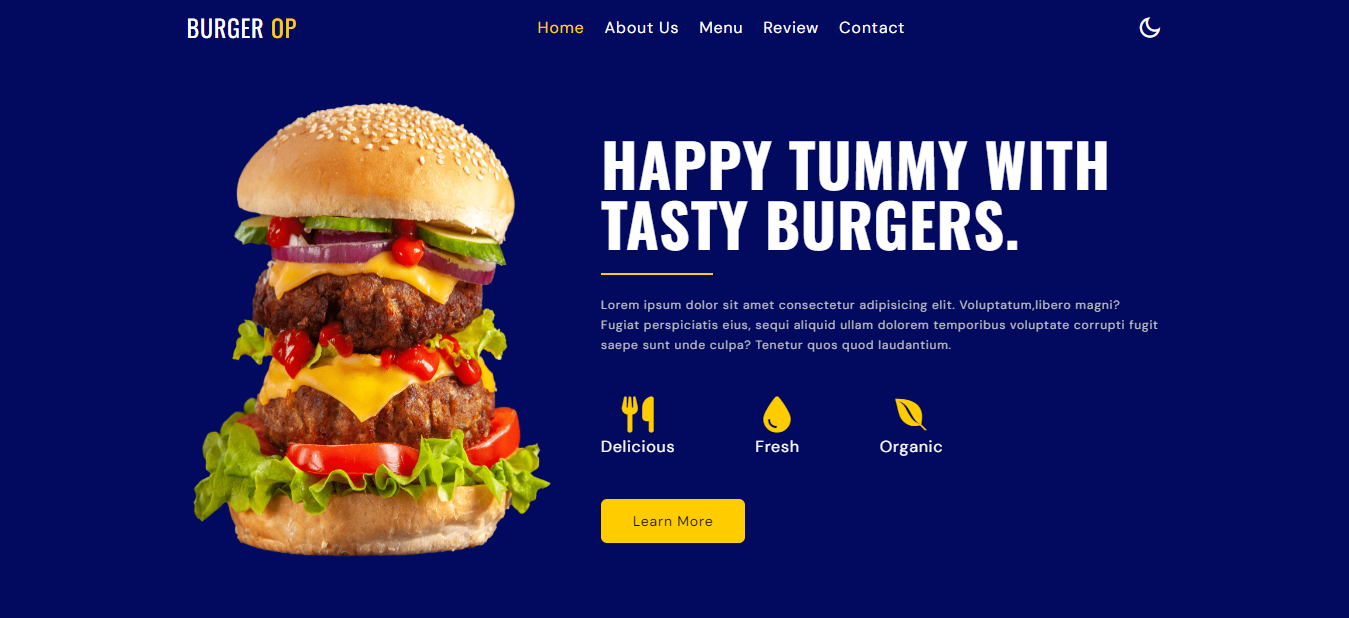 BURGER OP
Home About Us Menu Review Contact
HAPPY TUMMY WITH
TASTY BURGERS.
Lorem ipsum dolor sit amet consectetur adipisicing elit. Voluptatum,libero magni?
Fugiat perspiciatis eius, sequi aliquid ullam dolorem temporibus voluptate corrupti fugit
saepe sunt unde culpa? Tenetur quos quod laudantium.
Delicious Fresh Organic
Learn More